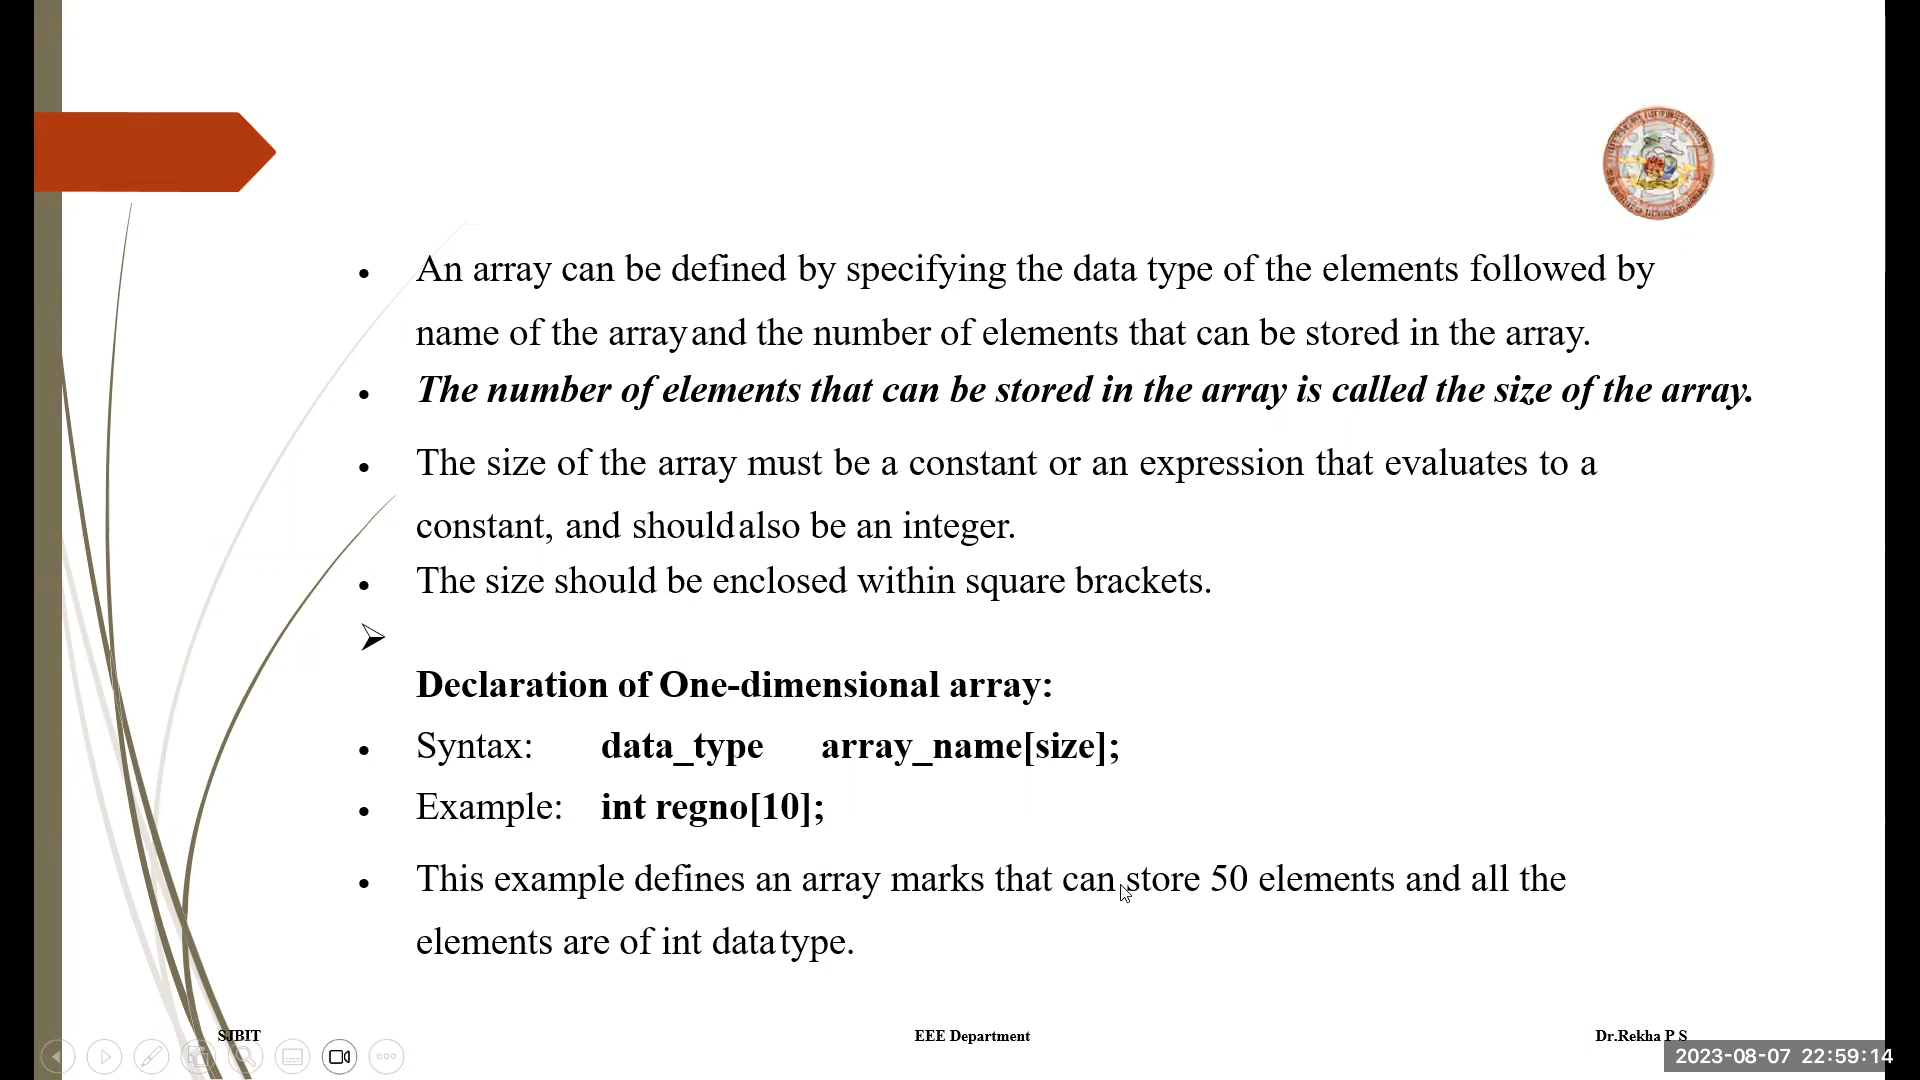 An array can be defined by specifying the data type of the elements followed by
name of the array and the number of elements that can be stored in the array.
The number of elements that can be stored in the array is called the size of the array.
The size of the array must be a constant or an expression that evaluates to a
constant, and should also be an integer.
The size should be enclosed within square brackets.
Declaration of One-dimensional array:
Syntax: data_type array_name[size];
Example: int regno[10];
This example defines an array marks that can store 50 elements and all the
elements are of int data type.
SJBIT EEE Department Dr.Rekha P S
2023-08-07 22:59:14